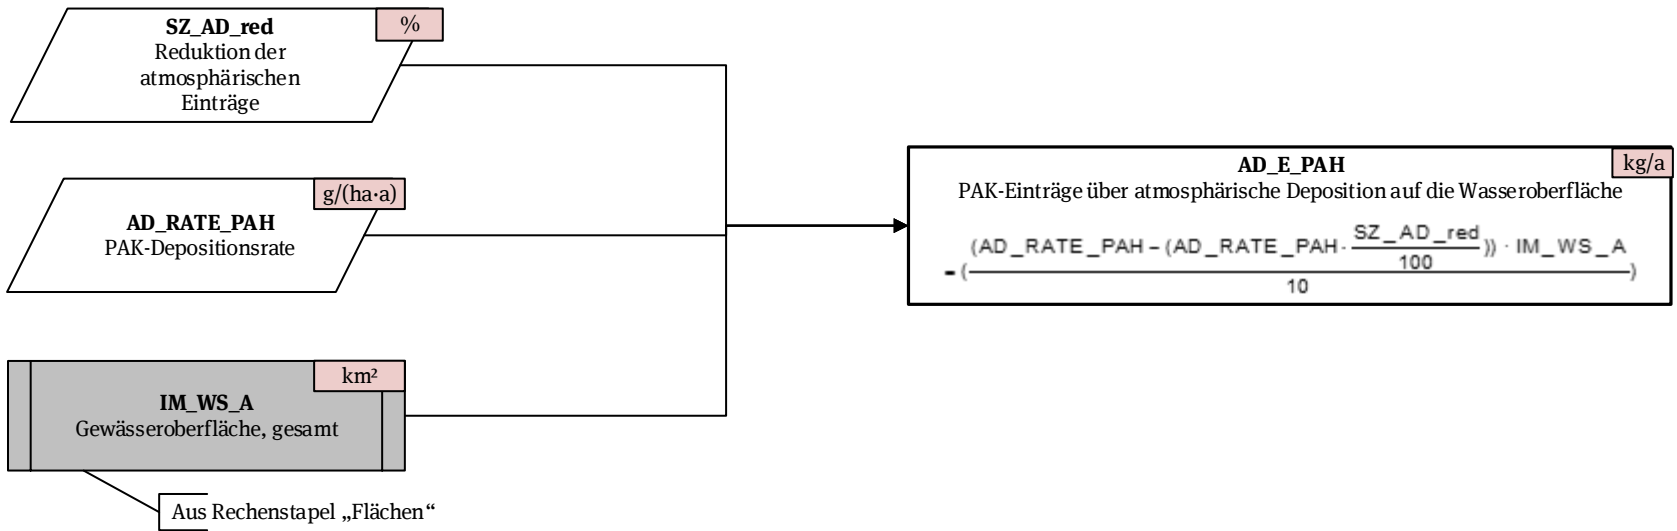 SZ_AD_red
%
Reduktion der
atmosphärischen
Einträge
g/(ha·a)
AD_RATE_PAH
PAK-Depositionsrate
km²
IM_WS_A
Gewässeroberfläche, gesamt
Aus Rechenstapel „Flächen“
AD_E_PAH
kg/a
PAK-Einträge über atmosphärische Deposition auf die Wasseroberfläche
= ((AD_RATE_PAH – (AD_RATE_PAH · SZ_AD_red
100
)) · IM_WS_A
10
)